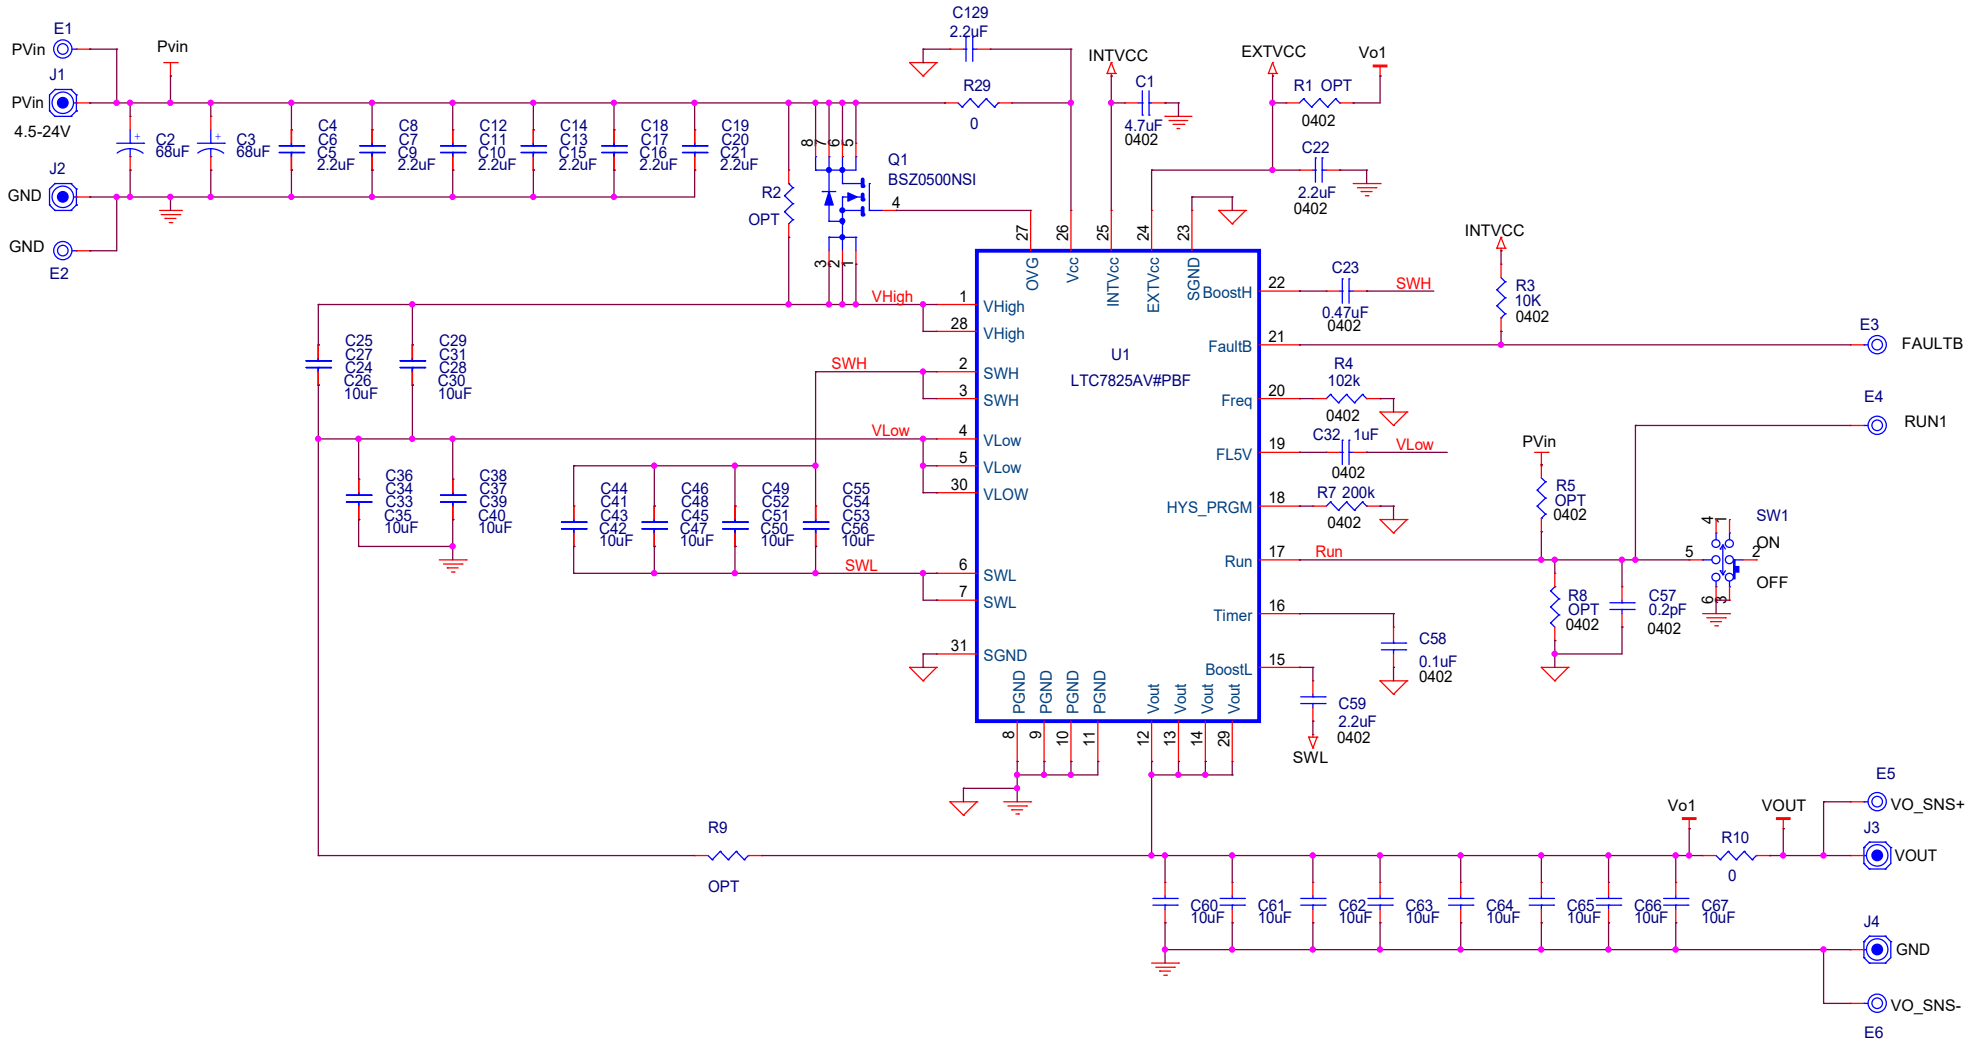 E1
PVin
J1
PVin
4.5-24V
J2
GND
GND
E2
Pvin
C2
68uF
C3
68uF
C4
C6
C5
2.2uF
C8
C7
C9
2.2uF
C12
C11
C10
2.2uF
C14
C13
C15
2.2uF
C18
C17
C16
2.2uF
C19
C20
C21
2.2uF
R2
OPT
8
7
6
5
Q1
BSZ0500NSI
4
3
2
1
C129
2.2uF
R29
0
INTVCC
C1
4.7uF
0402
EXTVCC
R1 OPT
0402
Vo1
C22
2.2uF
0402
27
26
25
24
23
OVG
Vcc
INTVcc
EXTVcc
SGND
U1
LTC7825AV#PBF
VHigh
1
VHigh
28
VHigh
SWH
2
SWH
3
SWH
VLow
4
VLow
5
VLow
30
VLOW
SWL
6
SWL
7
SWL
31
SGND
C25
C27
C24
C26
10uF
C29
C31
C28
C30
10uF
C36
C34
C33
C35
10uF
C38
C37
C39
C40
10uF
C44
C41
C43
C42
10uF
C46
C48
C45
C47
10uF
C49
C52
C51
C50
10uF
C55
C54
C53
C56
10uF
PGND
PGND
PGND
PGND
8
9
10
11
Vout
Vout
Vout
Vout
12
13
14
29
BoostH
22
C23
0.47uF
0402
SWH
INTVCC
R3
10K
0402
FaultB
21
E3
FAULTB
Freq
20
R4
102k
0402
E4
RUN1
FL5V
19
C32 1uF
0402
VLow
HYS_PRGM
18
R7 200k
0402
PVin
R5
OPT
0402
Run
17
Run
R8
OPT
0402
C57
0.2pF
0402
SW1
ON
OFF
4
1
5
2
6
3
Timer
16
C58
0.1uF
0402
BoostL
15
C59
2.2uF
0402
SWL
R9
OPT
Vo1
R10
0
VOUT
E5
VO_SNS+
J3
VOUT
C60
10uF
C61
10uF
C62
10uF
C63
10uF
C64
10uF
C65
10uF
C66
10uF
C67
10uF
J4
GND
VO_SNS-
E6